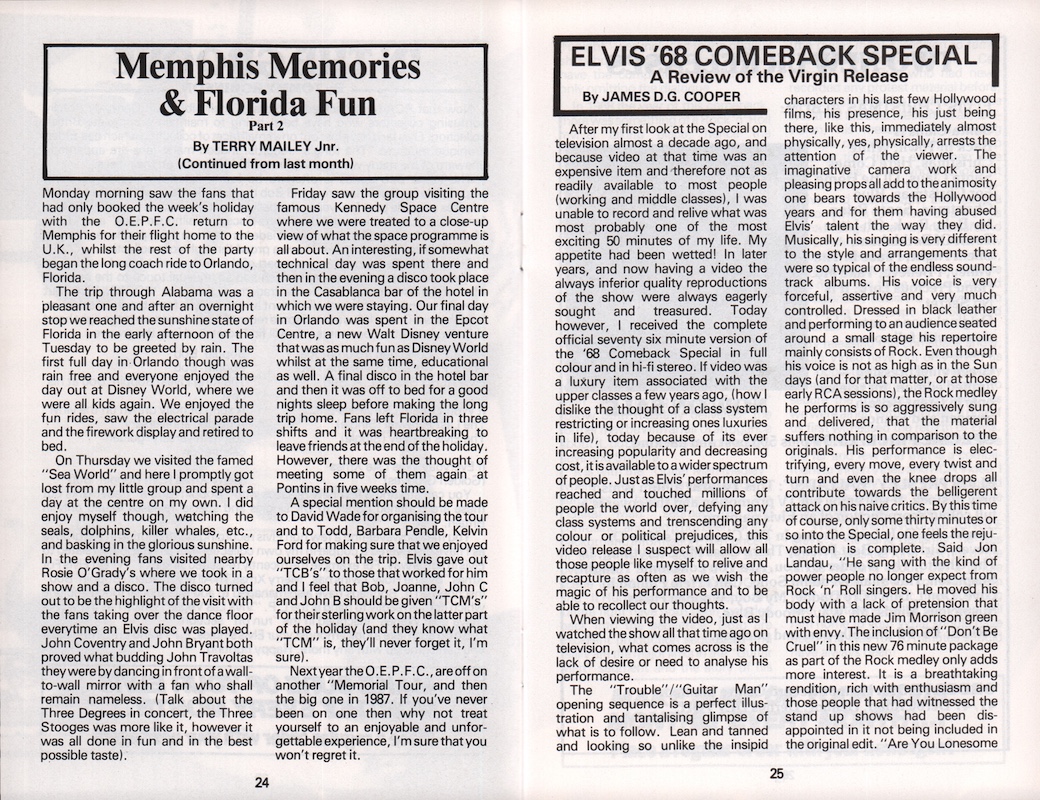 Memphis Memories
& Florida Fun
Part 2
By TERRY MAILEY Jnr.
(Continued from last month)
Monday morning saw the fans that
had only booked the week's holiday
with the O.E.P.F.C. return to
Memphis for their flight home to the
U.K., whilst the rest of the party
began the long coach ride to Orlando,
Florida.
The trip through Alabama was a
pleasant one and after an overnight
stop we reached the sunshine state of
Florida in the early afternoon of the
Tuesday to be greeted by rain. The
first full day in Orlando though was
rain free and everyone enjoyed the
day out at Disney World, where we
were all kids again. We enjoyed the
fun rides, saw the electrical parade
and the firework display and retired to
bed.
On Thursday we visited the famed
"Sea World" and here I promptly got
lost from my little group and spent a
day at the centre on my own. I did
enjoy myself though, wetching the
seals, dolphins, killer whales, etc.,
and basking in the glorious sunshine.
In the evening fans visited nearby
Rosie O'Grady's where we took in a
show and a disco. The disco turned
out to be the highlight of the visit with
the fans taking over the dance floor
everytime an Elvis disc was played.
John Coventry and John Bryant both
proved what budding John Travoltas
they were by dancing in front of a wall-
to-wall mirror with a fan who shall
remain nameless. (Talk about the
Three Degrees in concert, the Three
Stooges was more like it, however it
was all done in fun and in the best
possible taste).
Friday saw the group visiting the
famous Kennedy Space Centre
where we were treated to a close-up
view of what the space programme is
all about. An interesting, if somewhat
technical day was spent there and
then in the evening a disco took place
in the Casablanca bar of the hotel in
which we were staying. Our final day
in Orlando was spent in the Epcot
Centre, a new Walt Disney venture
that was as much fun as Disney World
whilst at the same time, educational
as well. A final disco in the hotel bar
and then it was off to bed for a good
nights sleep before making the long
trip home. Fans left Florida in three
shifts and it was heartbreaking to
leave friends at the end of the holiday.
However, there was the thought of
meeting some of them again at
Pontins in five weeks time.
A special mention should be made
to David Wade for organising the tour
and to Todd, Barbara Pendle, Kelvin
Ford for making sure that we enjoyed
ourselves on the trip. Elvis gave out
"TCB's" to those that worked for him
and I feel that Bob, Joanne, John C
and John B should be given "TCM's"
for their sterling work on the latter part
of the holiday (and they know what
"TCM" is, they'll never forget it, I'm
sure).
Next year the O.E.P.F.C., are off on
another "Memorial Tour, and then
the big one in 1987. If you've never
been on one then why not treat
yourself to an enjoyable and unfor-
gettable experience, I'm sure that you
won't regret it.
24
ELVIS '68 COMEBACK SPECIAL
A Review of the Virgin Release
By JAMES D.G. COOPER
After my first look at the Special on
television almost a decade ago, and
because video at that time was an
expensive item and therefore not as
readily available to most people
(working and middle classes), I was
unable to record and relive what was
most probably one of the most
exciting 50 minutes of my life. My
appetite had been wetted! In later
years, and now having a video the
always inferior quality reproductions
of the show were always eagerly
sought and treasured. Today
however, I received the complete
official seventy six minute version of
the '68 Comeback Special in full
colour and in hi-fi stereo. If video was
a luxury item associated with the
upper classes a few years ago, (how I
dislike the thought of a class system
restricting or increasing ones luxuries
in life), today because of its ever
increasing popularity and decreasing
cost, it is available to a wider spectrum
of people. Just as Elvis' performances
reached and touched millions of
people the world over, defying any
class systems and trenscending any
colour or political prejudices, this
video release I suspect will allow all
those people like myself to relive and
recapture as often as we wish the
magic of his performance and to be
able to recollect our thoughts.
When viewing the video, just as I
watched the show all that time ago on
television, what comes across is the
lack of desire or need to analyse his
performance.
The "Trouble"/"Guitar Man"
opening sequence is a perfect illus-
tration and tantalising glimpse of
what is to follow. Lean and tanned
and looking so unlike the insipid
characters in his last few Hollywood
films, his presence, his just being
there, like this, immediately almost
physically, yes, physically, arrests the
attention of the viewer. The
imaginative camera work and
pleasing props all add to the animosity
one bears towards the Hollywood
years and for them having abused
Elvis' talent the way they did.
Musically, his singing is very different
to the style and arrangements that
were so typical of the endless sound-
track albums. His voice is very
forceful, assertive and very much
controlled. Dressed in black leather
and performing to an audience seated
around a small stage his repertoire
mainly consists of Rock. Even though
his voice is not as high as in the Sun
days (and for that matter, or at those
early RCA sessions), the Rock medley
he performs is so aggressively sung
and delivered, that the material
suffers nothing in comparison to the
originals. His performance is elec-
trifying, every move, every twist and
turn and even the knee drops all
contribute towards the belligerent
attack on his naive critics. By this time
of course, only some thirty minutes or
so into the Special, one feels the reju-
venation is complete. Said Jon
Landau, "He sang with the kind of
power people no longer expect from
Rock 'n' Roll singers. He moved his
body with a lack of pretension that
must have made Jim Morrison green
with envy. The inclusion of "Don't Be
Cruel" in this new 76 minute package
as part of the Rock medley only adds
more interest. It is a breathtaking
rendition, rich with enthusiasm and
those people that had witnessed the
stand up shows had been dis-
appointed in it not being included in
the original edit. "Are You Lonesome
25